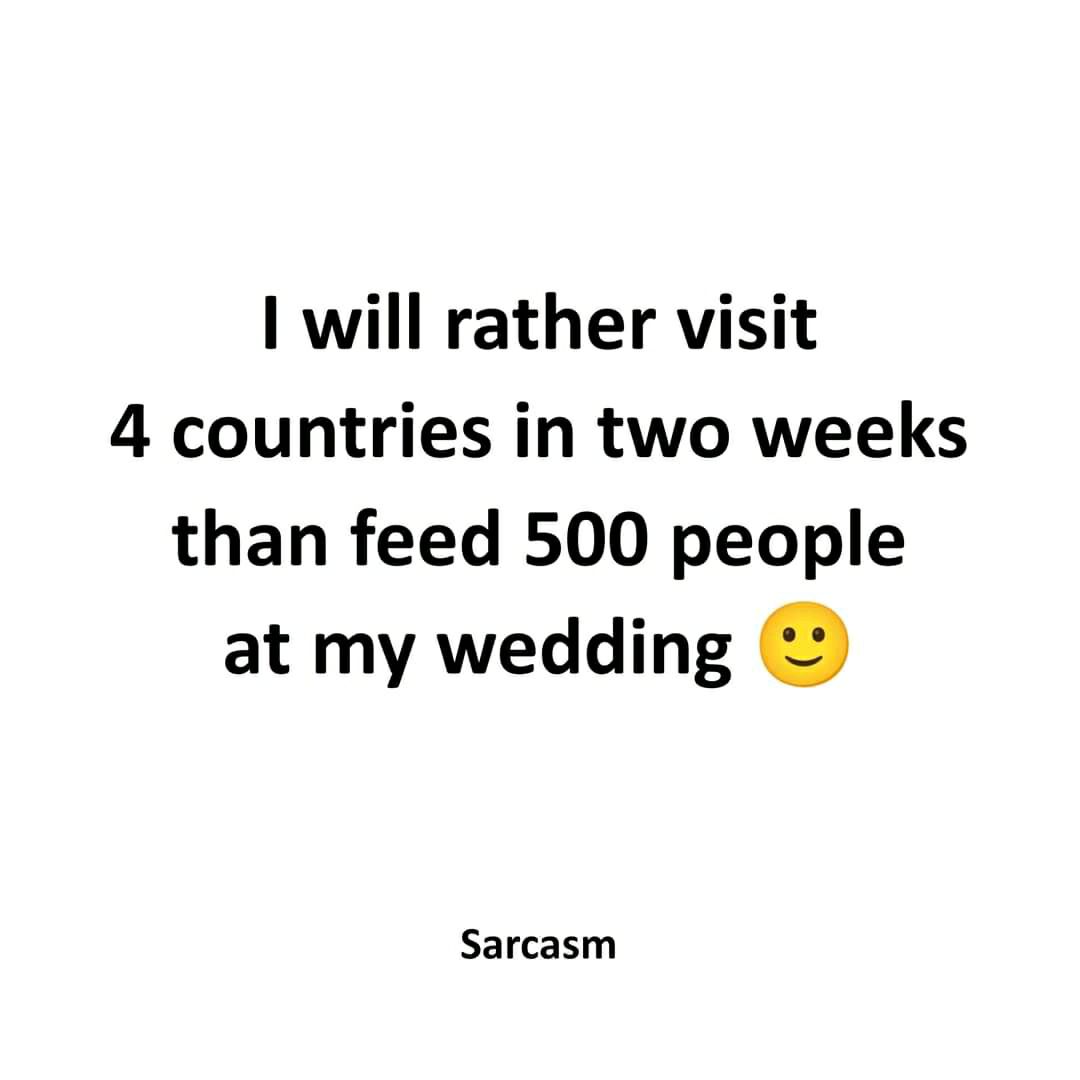 I will rather visit
4 countries in two weeks
than feed 500 people
at my wedding 🙂
Sarcasm